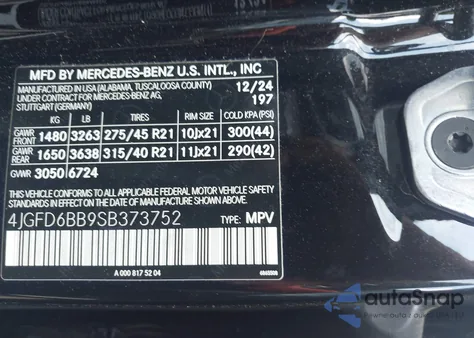 MFD BY MERCEDES-BENZ U.S. INTL., INC
MANUFACTURED IN USA (ALABAMA, TUSCALOOSA COUNTY) 12/24
UNDER CONTRACT FOR MERCEDES-BENZ AG, 197
STUTTGART (GERMANY)
KG LB TIRES RIM SIZE COLD KPA (PSI)
GAWR FRONT 1480 3263 275/45 R21 10Jx21 300(44)
GAWR REAR 1650 3638 315/40 R21 11Jx21 290(42)
GVWR 3050 6724
THIS VEHICLE CONFORMS TO ALL APPLICABLE U.S. FEDERAL MOTOR
VEHICLE SAFETY STANDARDS IN EFFECT ON THE DATE OF MANUFACTURE SHOWN ABOVE.
4JGFD6BB9SB373752 TYPE: MPV
A 000 817 52 04
autoSnap